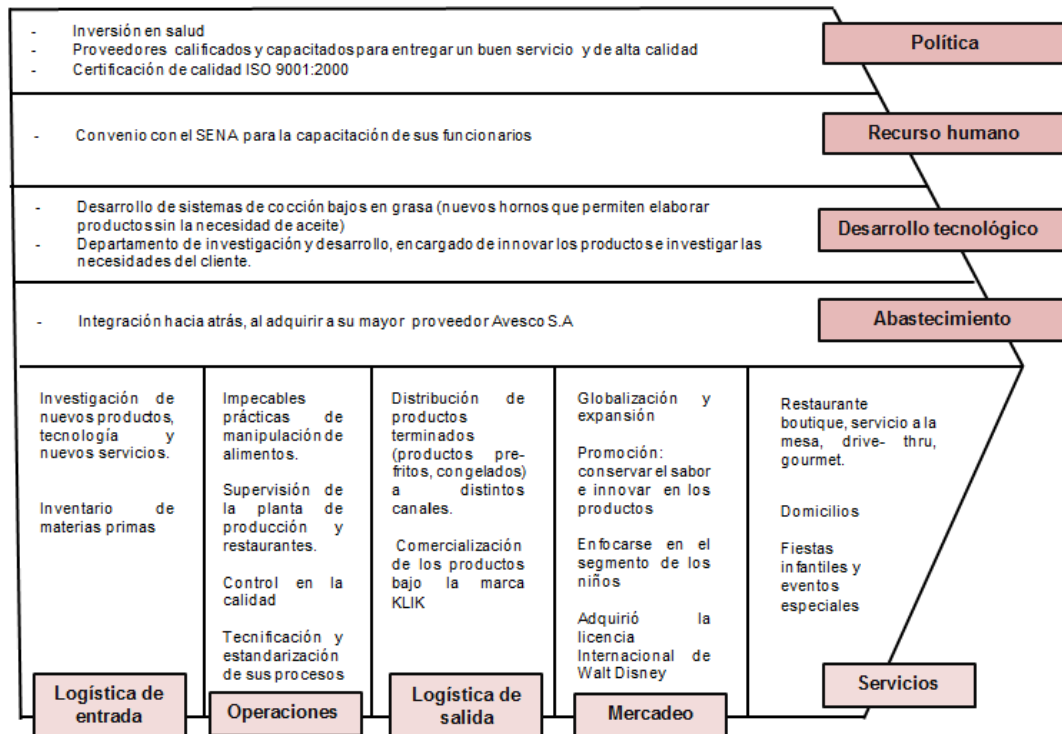 - Inversión en salud
- Proveedores calificados y capacitados para entregar un buen servicio y de alta calidad
- Certificación de calidad ISO 9001:2000
Política
- Convenio con el SENA para la capacitación de sus funcionarios
Recurso humano
- Desarrollo de sistemas de cocción bajos en grasa (nuevos hornos que permiten elaborar
productos sin la necesidad de aceite)
- Departamento de investigación y desarrollo, encargado de innovar los productos e investigar las
necesidades del cliente.
Desarrollo tecnológico
- Integración hacia atrás, al adquirir a su mayor proveedor Avesco S.A
Abastecimiento
Investigación de
nuevos productos,
tecnología y
nuevos servicios.
Inventario de
materias primas
Logística de
entrada
Impecables
prácticas de
manipulación de
alimentos.
Supervisión de
la planta de
producción y
restaurantes.
Control en la
calidad
Tecnificación y
estandarización
de sus procesos
Operaciones
Distribución de
productos
terminados
(productos pre-
fritos, congelados)
a distintos
canales.
Comercialización
de los productos
bajo la marca
KLIK
Logística de
salida
Globalización y
expansión
Promoción:
conservar el sabor
e innovar en los
productos
Enfocarse en el
segmento de los
niños
Adquirió la
licencia
Internacional de
Walt Disney
Mercadeo
Restaurante
boutique, servicio a la
mesa, drive- thru,
gourmet.
Domicilios
Fiestas
infantiles y
eventos
especiales
Servicios